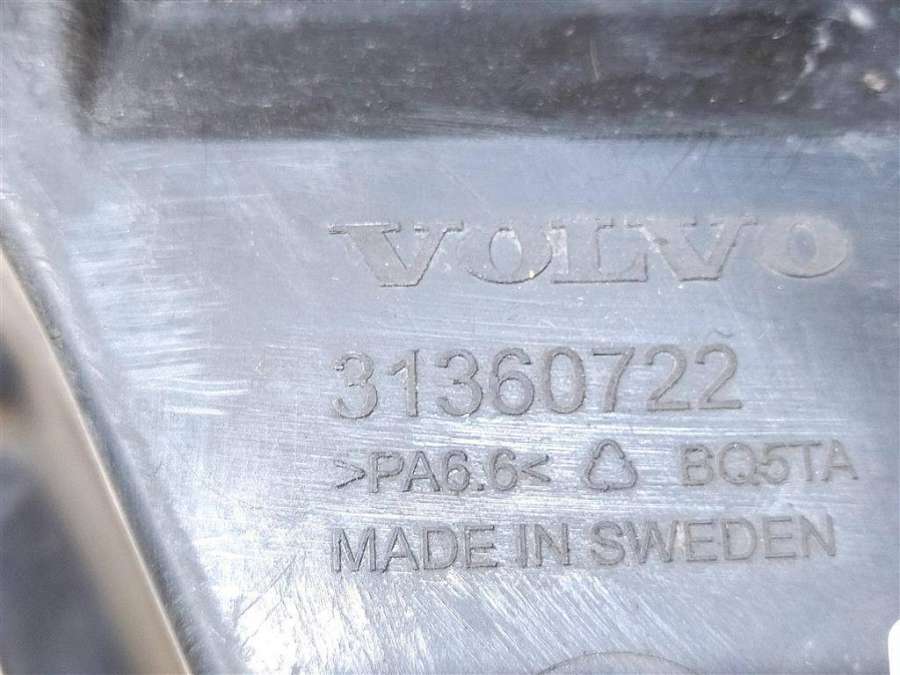 VOLVO
31360722
>PA6.6< BQ5TA
MADE IN SWEDEN